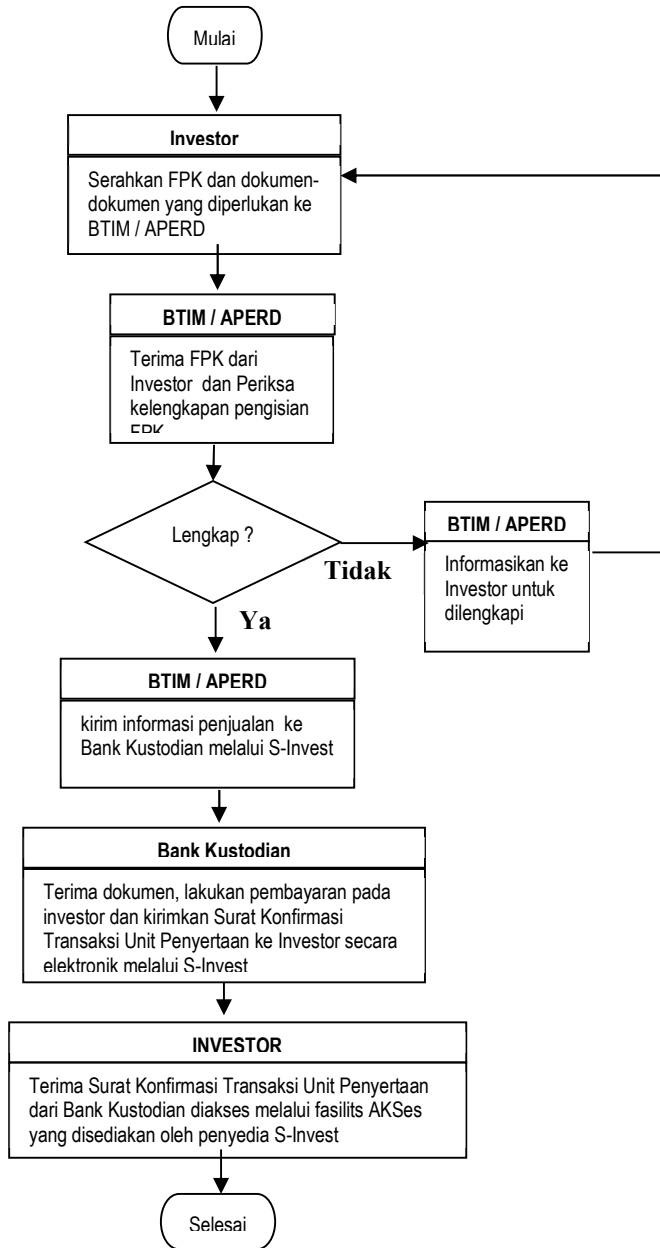 Mulai
Investor
Serahkan FPK dan dokumen-
dokumen yang diperlukan ke
BTIM / APERD
BTIM / APERD
Terima FPK dari
Investor dan Periksa
kelengkapan pengisian
FPK
Lengkap ?
Tidak
BTIM / APERD
Informasikan ke
Investor untuk
dilengkapi
Ya
BTIM / APERD
kirim informasi penjualan ke
Bank Kustodian melalui S-Invest
Bank Kustodian
Terima dokumen, lakukan pembayaran pada
investor dan kirimkan Surat Konfirmasi
Transaksi Unit Penyertaan ke Investor secara
elektronik melalui S-Invest
INVESTOR
Terima Surat Konfirmasi Transaksi Unit Penyertaan
dari Bank Kustodian diakses melalui fasilits AKSes
yang disediakan oleh penyedia S-Invest
Selesai